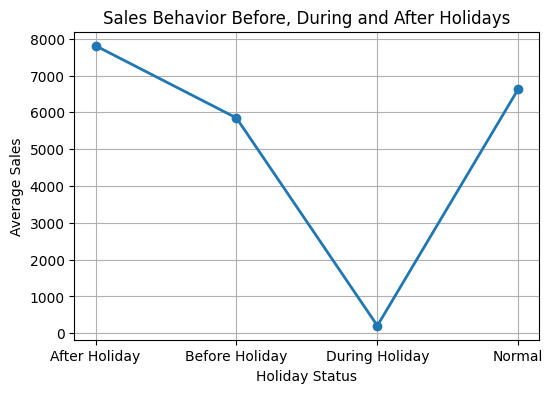 Sales Behavior Before, During and After Holidays
8000
7000
6000
5000
4000
3000
2000
1000
0
Average Sales
After Holiday
Before Holiday
During Holiday
Normal
Holiday Status